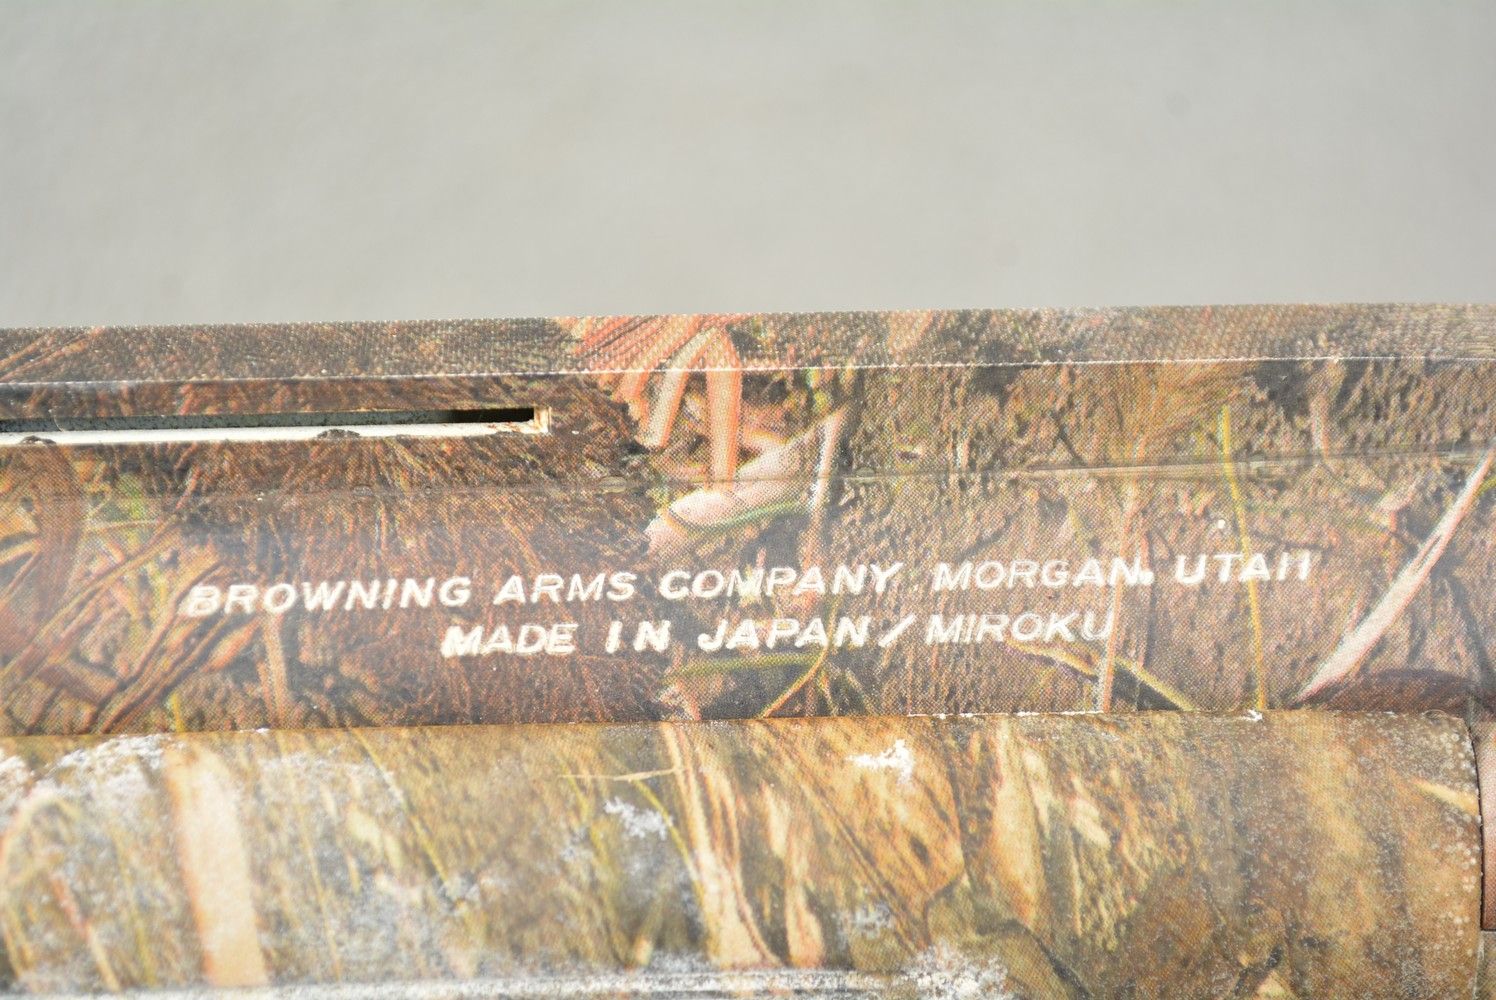 BROWNING ARMS COMPANY MORGAN, UTAH
MADE IN JAPAN/MIROKU